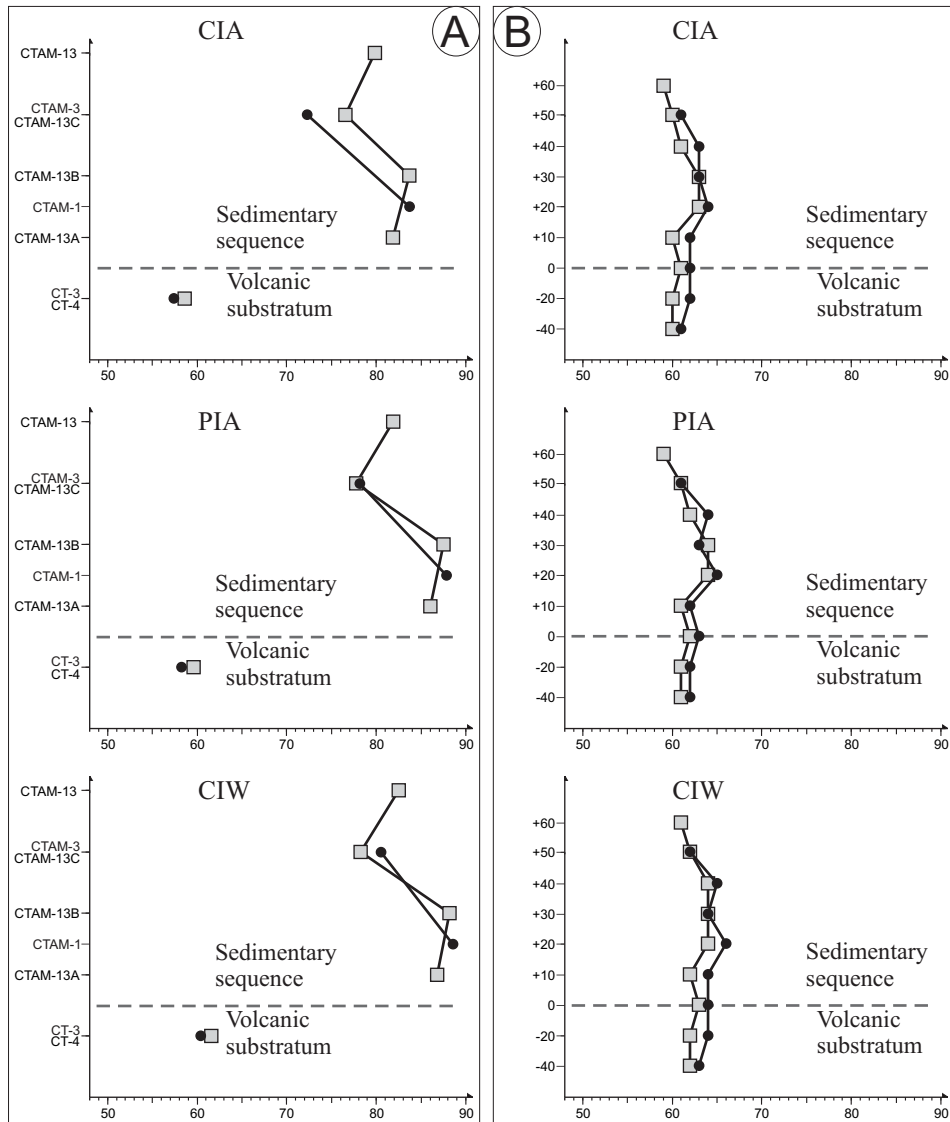 CIA
A
CTAM-13
CTAM-3
CTAM-13C
CTAM-13B
CTAM-1
CTAM-13A
Sedimentary
sequence
Volcanic
substratum
CT-3
CT-4
50 60 70 80 90
PIA
CTAM-13
CTAM-3
CTAM-13C
CTAM-13B
CTAM-1
CTAM-13A
Sedimentary
sequence
Volcanic
substratum
CT-3
CT-4
50 60 70 80 90
CIW
CTAM-13
CTAM-3
CTAM-13C
CTAM-13B
CTAM-1
CTAM-13A
Sedimentary
sequence
Volcanic
substratum
CT-3
CT-4
50 60 70 80 90
B
CIA
+60
+50
+40
+30
+20
+10
0
-20
-40
Sedimentary
sequence
Volcanic
substratum
50 60 70 80 90
PIA
+60
+50
+40
+30
+20
+10
0
-20
-40
Sedimentary
sequence
Volcanic
substratum
50 60 70 80 90
CIW
+60
+50
+40
+30
+20
+10
0
-20
-40
Sedimentary
sequence
Volcanic
substratum
50 60 70 80 90